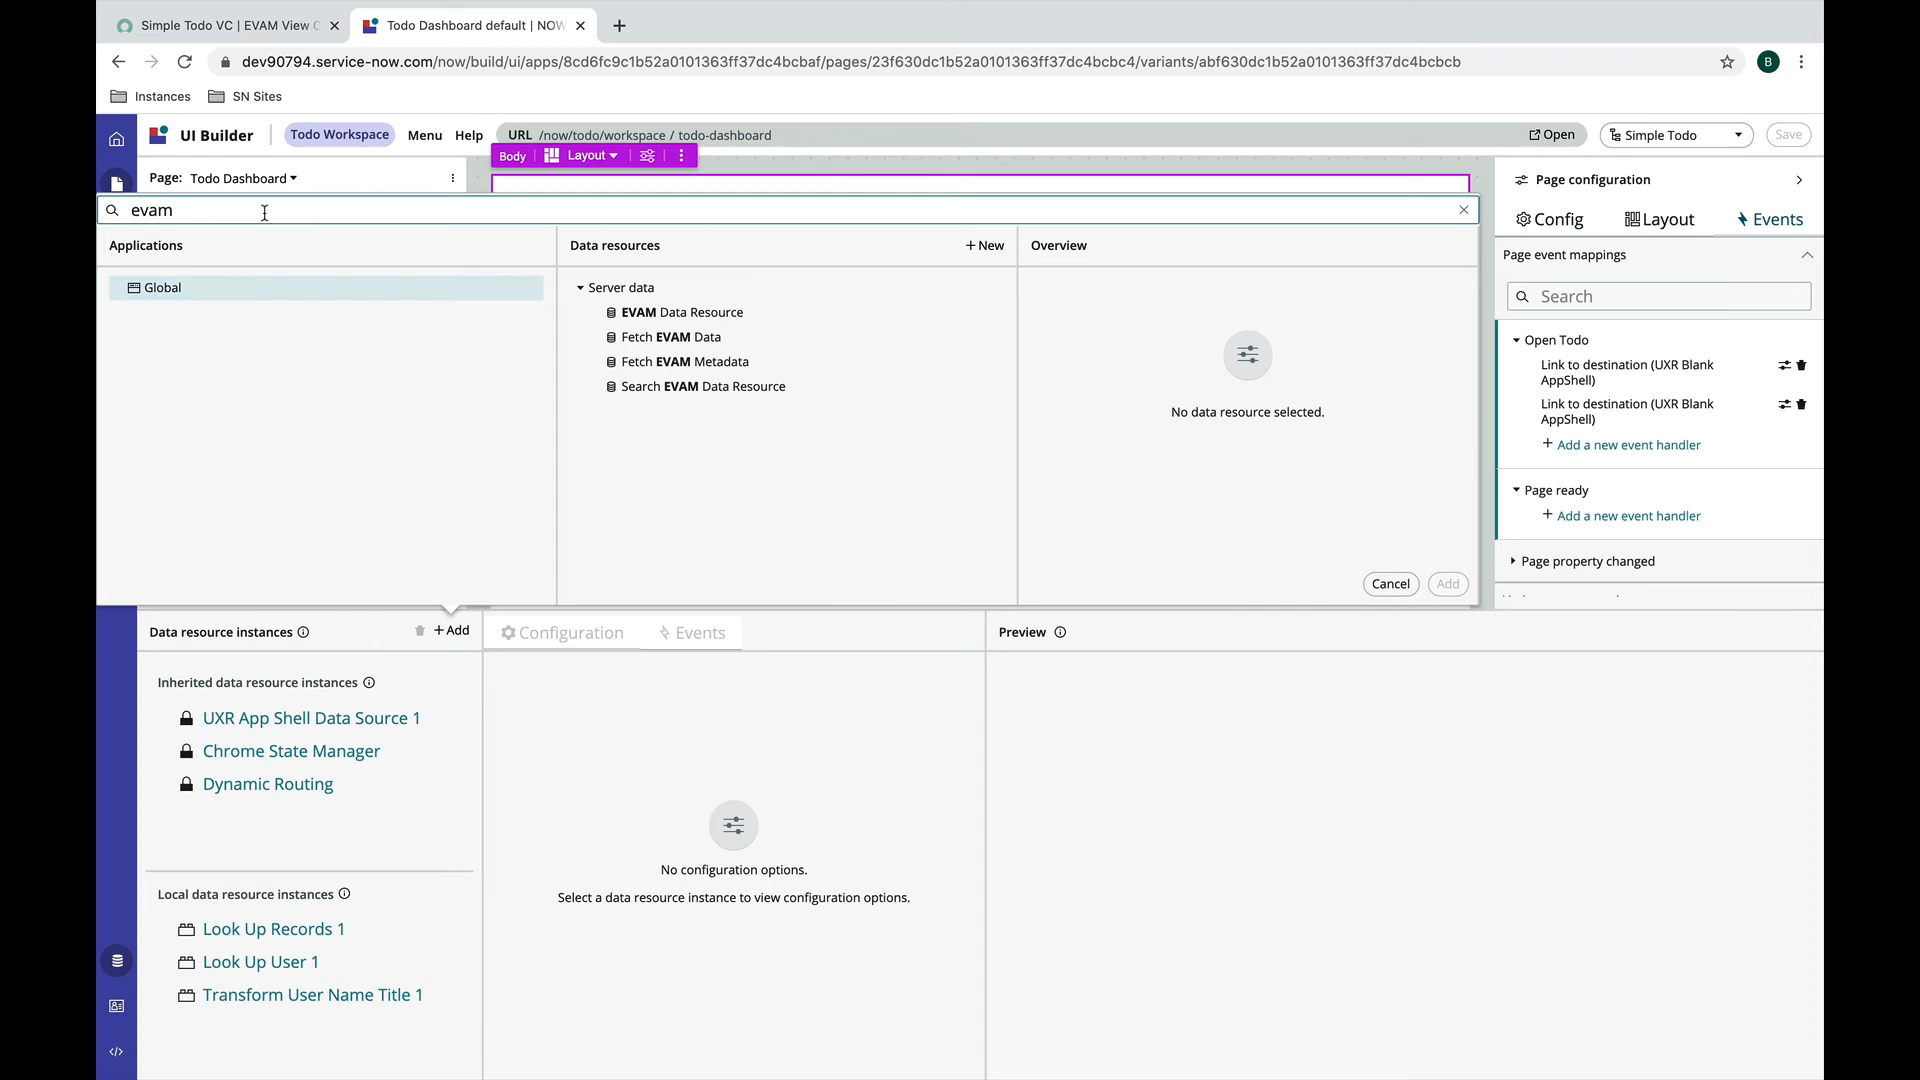 Simple Todo VC | EVAM View C
Todo Dashboard default | NOW
dev90794.service-now.com/now/build/ui/apps/8cd6fc9c1b52a0101363ff37dc4bcbaf/pages/23f630dc1b52a0101363ff37dc4bcbc4/variants/abf630dc1b52a0101363ff37dc4bcbcb
B
Instances
SN Sites
UI Builder
Todo Workspace
Menu
Help
URL /now/todo/workspace / todo-dashboard
Open
Simple Todo
Save
Body
Layout
Page: Todo Dashboard
Page configuration
evam
Config
Layout
Events
Applications
Data resources
+ New
Overview
Page event mappings
Global
Server data
EVAM Data Resource
Fetch EVAM Data
Fetch EVAM Metadata
Search EVAM Data Resource
No data resource selected.
Cancel
Add
Search
Open Todo
Link to destination (UXR Blank
AppShell)
Link to destination (UXR Blank
AppShell)
+ Add a new event handler
Page ready
+ Add a new event handler
Page property changed
Data resource instances
+ Add
Configuration
Events
Preview
Inherited data resource instances
UXR App Shell Data Source 1
Chrome State Manager
Dynamic Routing
No configuration options.
Select a data resource instance to view configuration options.
Local data resource instances
Look Up Records 1
Look Up User 1
Transform User Name Title 1